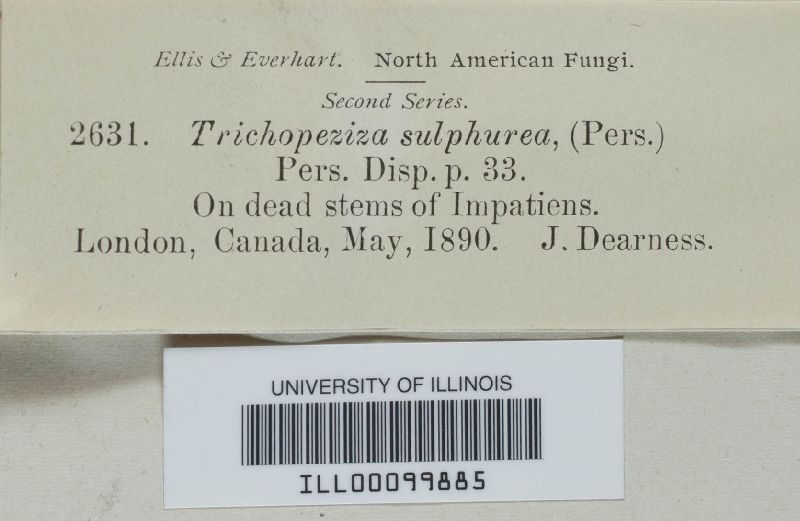 Ellis & Everhart. North American Fungi.
Second Series.
2631. Trichopeziza sulphurea, (Pers.)
Pers. Disp. p. 33.
On dead stems of Impatiens.
London, Canada, May, 1890. J. Dearness.
UNIVERSITY OF ILLINOIS
ILL00099885